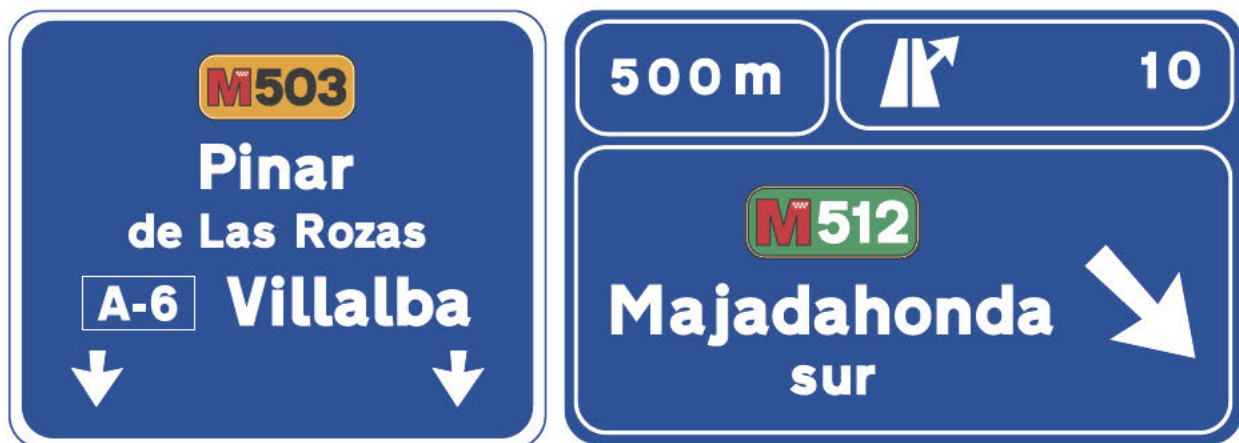 M503
Pinar
de Las Rozas
A-6 Villalba
500 m
10
M512
Majadahonda
sur